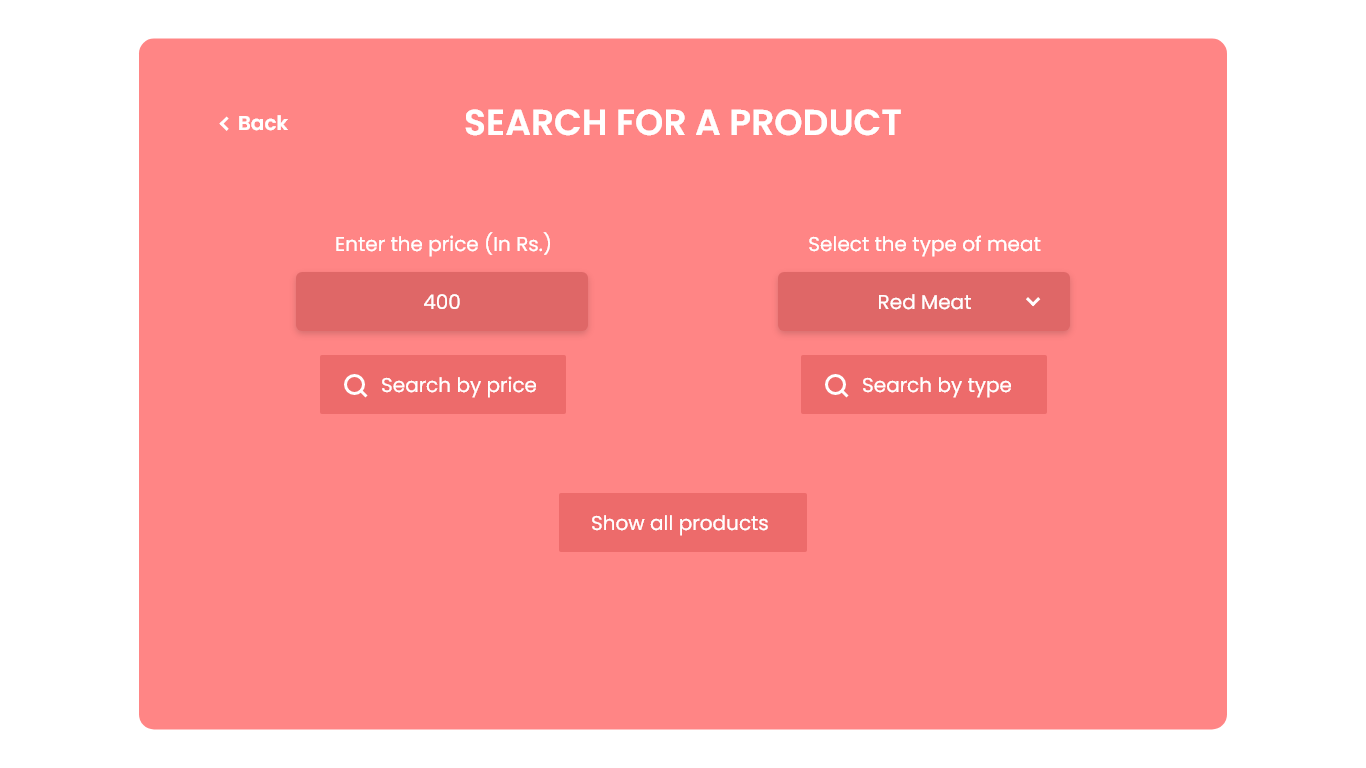 Back
SEARCH FOR A PRODUCT
Enter the price (In Rs.)
400
Search by price
Select the type of meat
Red Meat
Search by type
Show all products